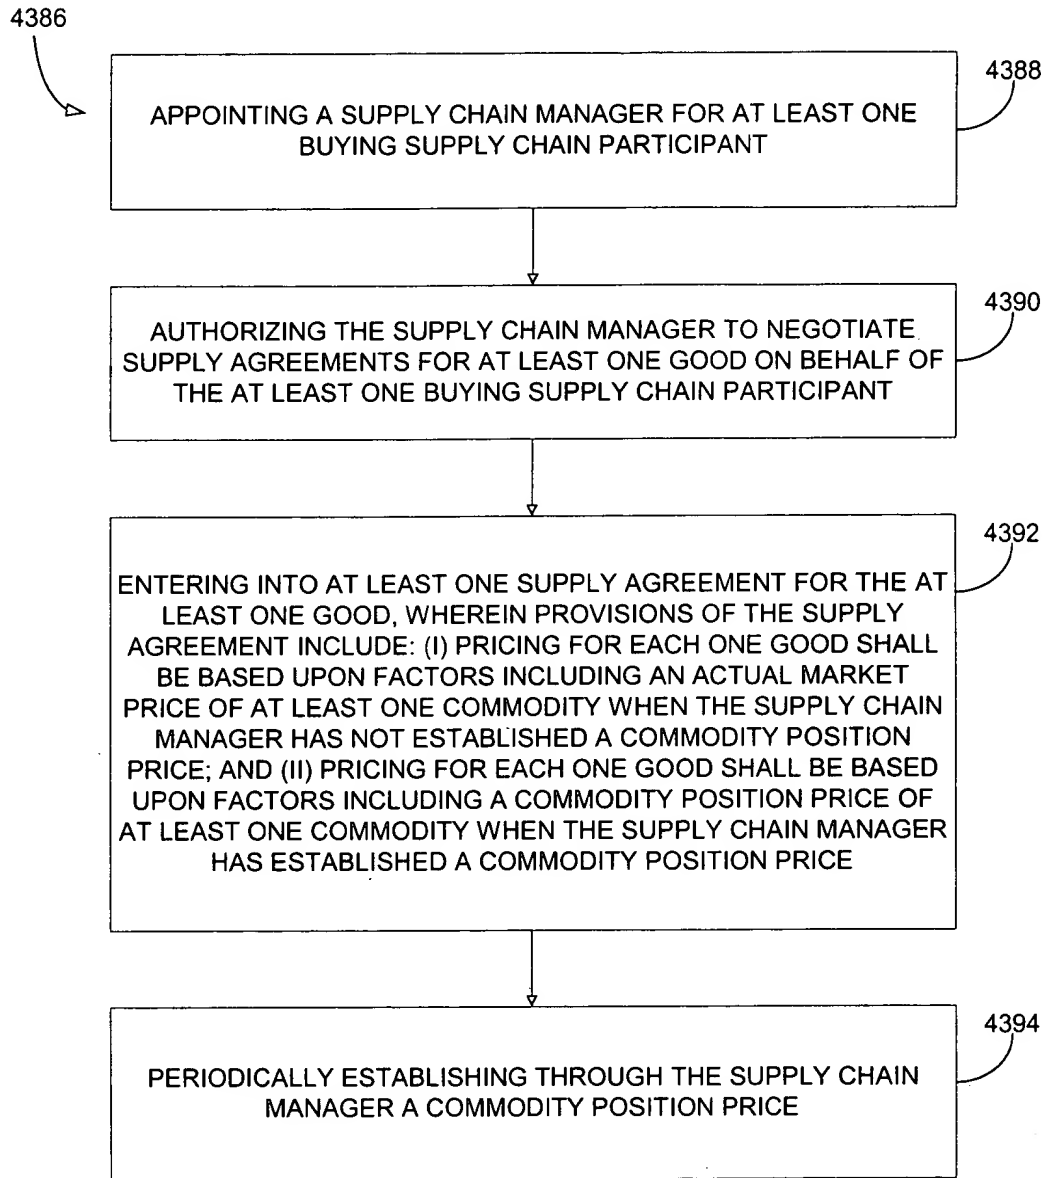 4386
4388
APPOINTING A SUPPLY CHAIN MANAGER FOR AT LEAST ONE
BUYING SUPPLY CHAIN PARTICIPANT
4390
AUTHORIZING THE SUPPLY CHAIN MANAGER TO NEGOTIATE
SUPPLY AGREEMENTS FOR AT LEAST ONE GOOD ON BEHALF OF
THE AT LEAST ONE BUYING SUPPLY CHAIN PARTICIPANT
4392
ENTERING INTO AT LEAST ONE SUPPLY AGREEMENT FOR THE AT
LEAST ONE GOOD, WHEREIN PROVISIONS OF THE SUPPLY
AGREEMENT INCLUDE: (I) PRICING FOR EACH ONE GOOD SHALL
BE BASED UPON FACTORS INCLUDING AN ACTUAL MARKET
PRICE OF AT LEAST ONE COMMODITY WHEN THE SUPPLY CHAIN
MANAGER HAS NOT ESTABLISHED A COMMODITY POSITION
PRICE; AND (II) PRICING FOR EACH ONE GOOD SHALL BE BASED
UPON FACTORS INCLUDING A COMMODITY POSITION PRICE OF
AT LEAST ONE COMMODITY WHEN THE SUPPLY CHAIN MANAGER
HAS ESTABLISHED A COMMODITY POSITION PRICE
4394
PERIODICALLY ESTABLISHING THROUGH THE SUPPLY CHAIN
MANAGER A COMMODITY POSITION PRICE